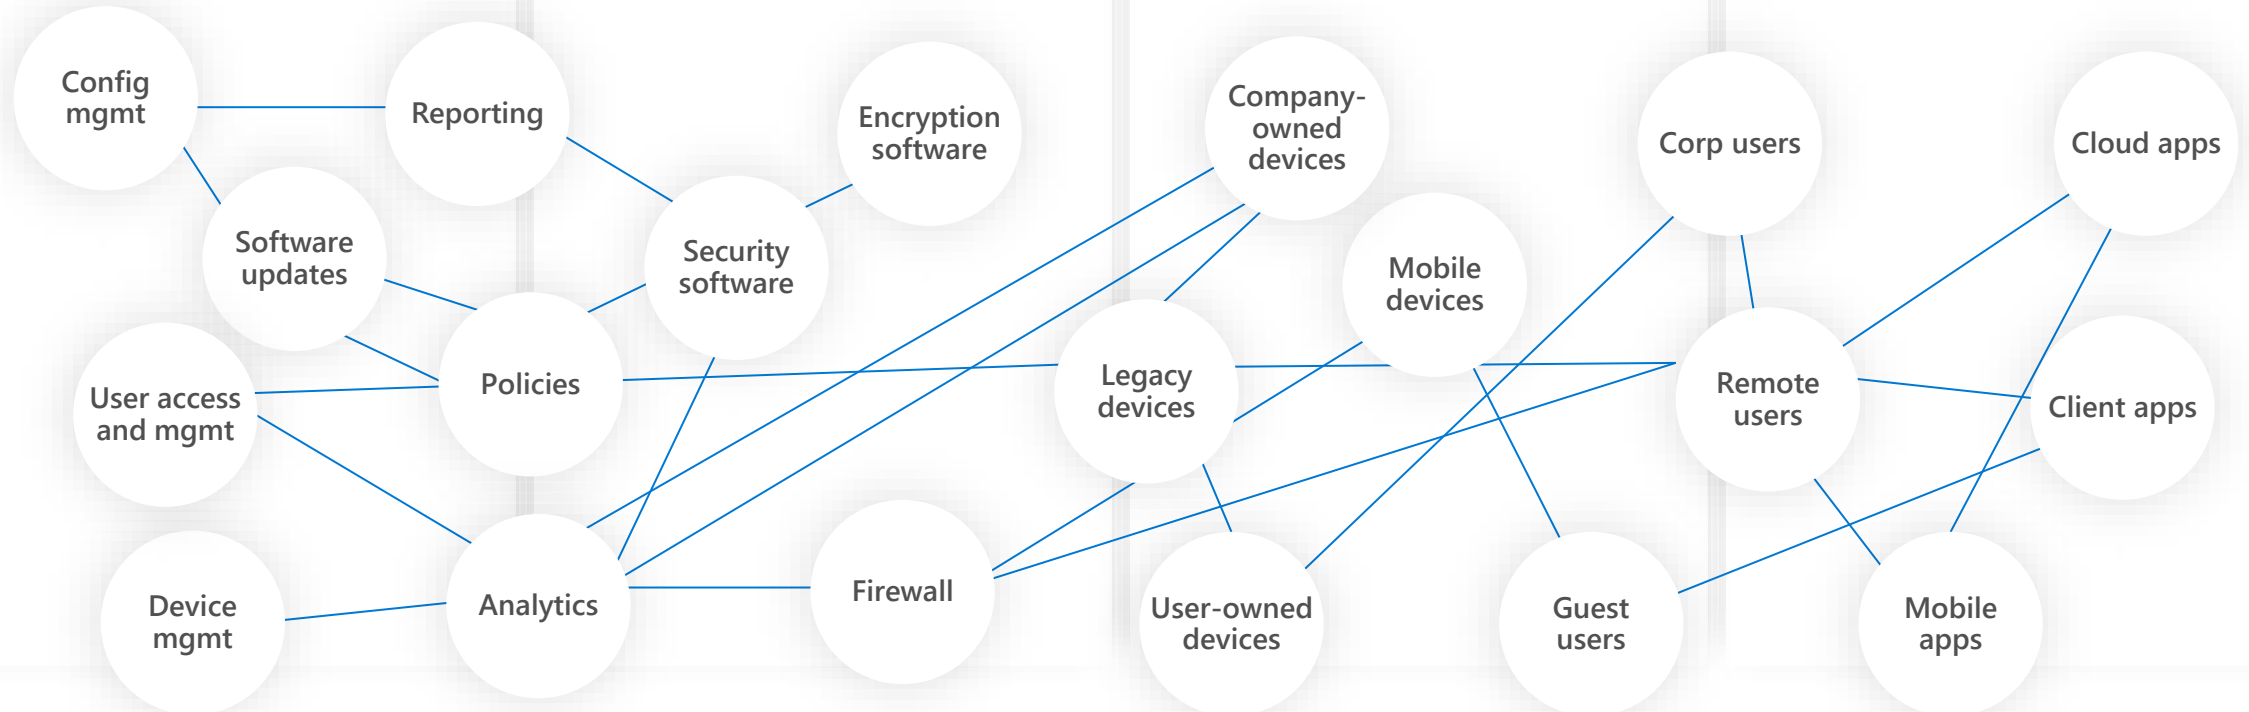 Config
mgmt
Reporting
Encryption
software
Company-
owned
devices
Corp users
Cloud apps
Software
updates
Security
software
Mobile
devices
User access
and mgmt
Policies
Legacy
devices
Remote
users
Client apps
Device
mgmt
Analytics
Firewall
User-owned
devices
Guest
users
Mobile
apps